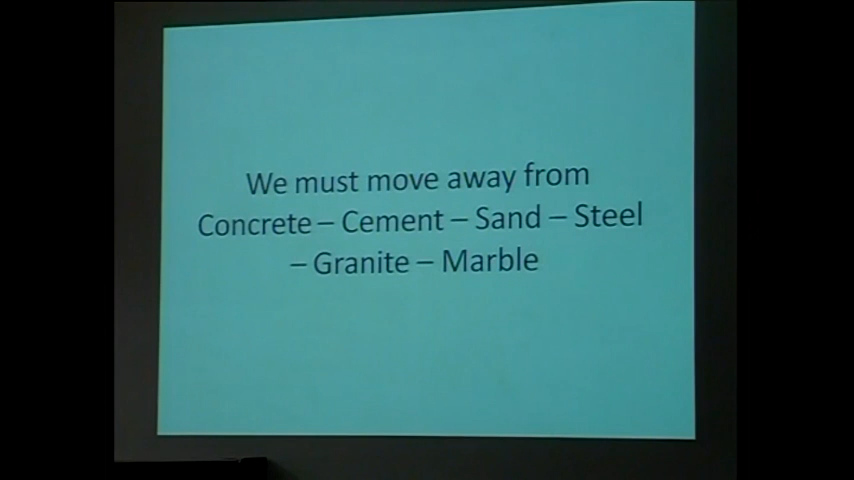 We must move away from
Concrete – Cement – Sand – Steel
– Granite – Marble